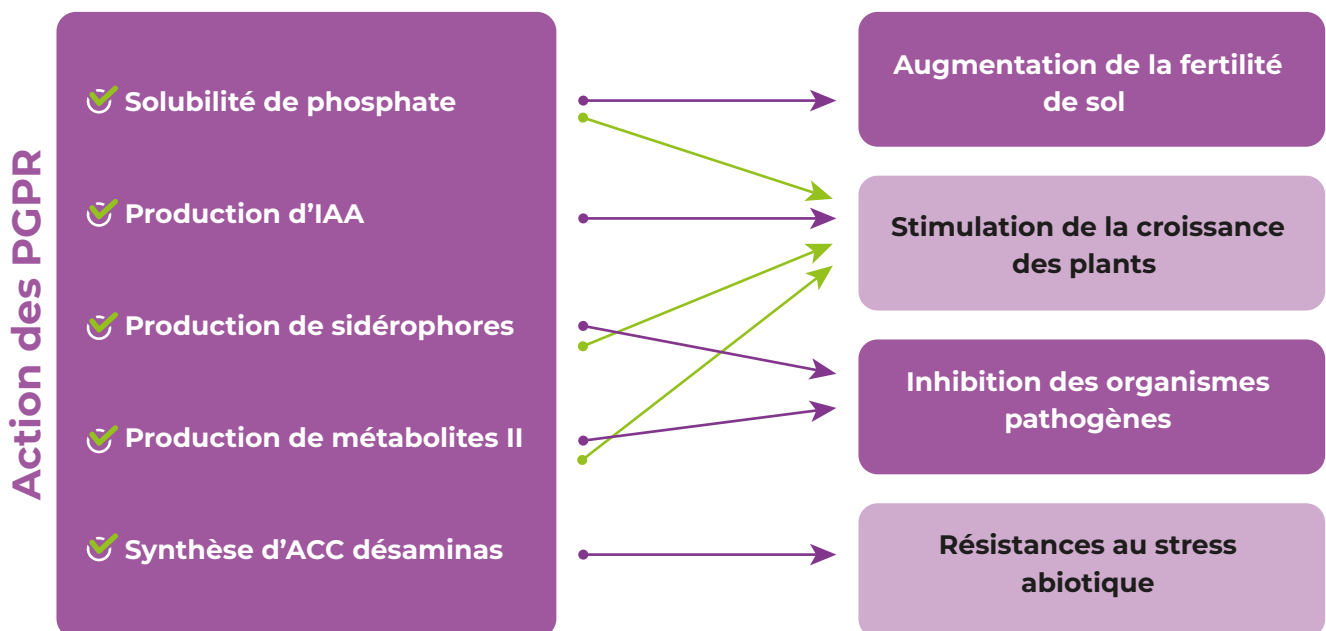 Action des PGPR
Solubilité de phosphate
Production d'IAA
Production de sidérophores
Production de métabolites II
Synthèse d'ACC désaminas
Augmentation de la fertilité
de sol
Stimulation de la croissance
des plants
Inhibition des organismes
pathogènes
Résistances au stress
abiotique